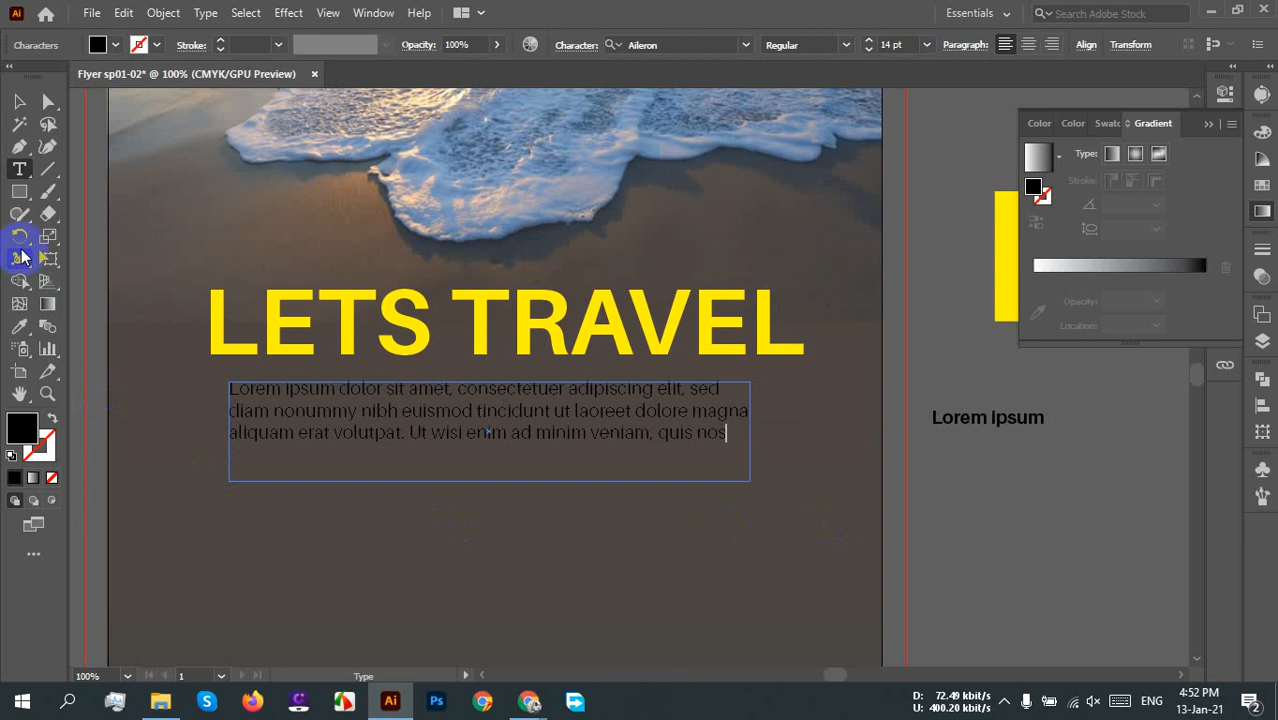 File Edit Object Type Select Effect View Window Help Essentials Search Adobe Stock
Characters Stroke: Opacity: 100% Character: Aileron Regular 14 pt Paragraph: Align Transform
Flyer sp01-02* @ 100% (CMYK/GPU Preview)
Color Color Swatc Gradient
Type:
Stroke:
LETS TRAVEL
Opacity:
Location:
Lorem ipsum dolor sit amet, consectetuer adipiscing elit, sed
diam nonummy nibh euismod tincidunt ut laoreet dolore magna
aliquam erat volutpat. Ut wisi enim ad minim veniam, quis nos
Lorem ipsum
100% 1 Type
D: 72.49 kbit/s
U: 400.20 kbit/s
ENG
4:52 PM
13-Jan-21
2